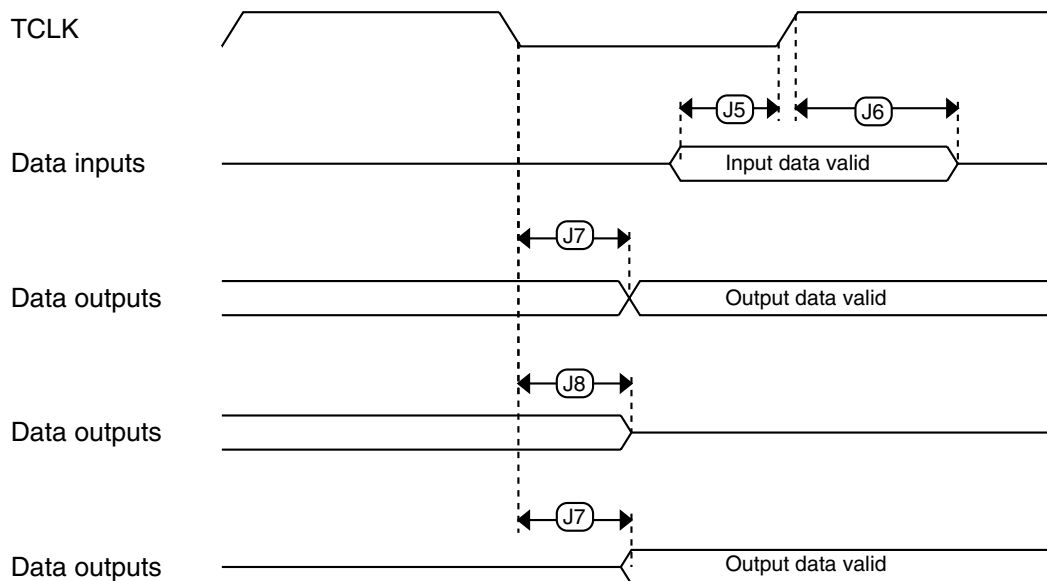 TCLK
J5
J6
Data inputs
Input data valid
J7
Data outputs
Output data valid
J8
Data outputs
J7
Data outputs
Output data valid